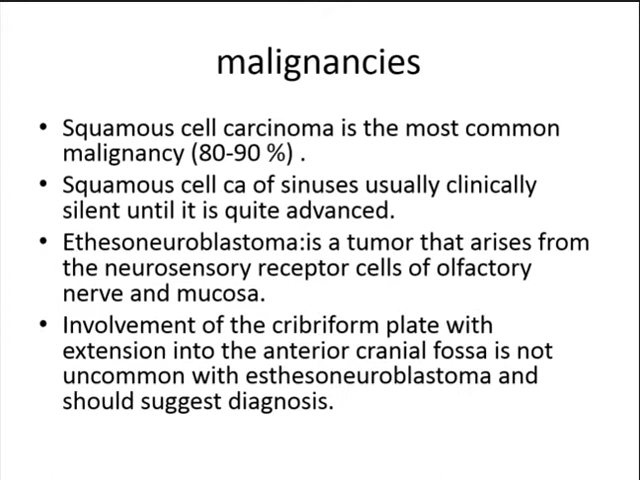 malignancies
• Squamous cell carcinoma is the most common
malignancy (80-90 %) .
• Squamous cell ca of sinuses usually clinically
silent until it is quite advanced.
• Ethesoneuroblastoma:is a tumor that arises from
the neurosensory receptor cells of olfactory
nerve and mucosa.
• Involvement of the cribriform plate with
extension into the anterior cranial fossa is not
uncommon with esthesoneuroblastoma and
should suggest diagnosis.